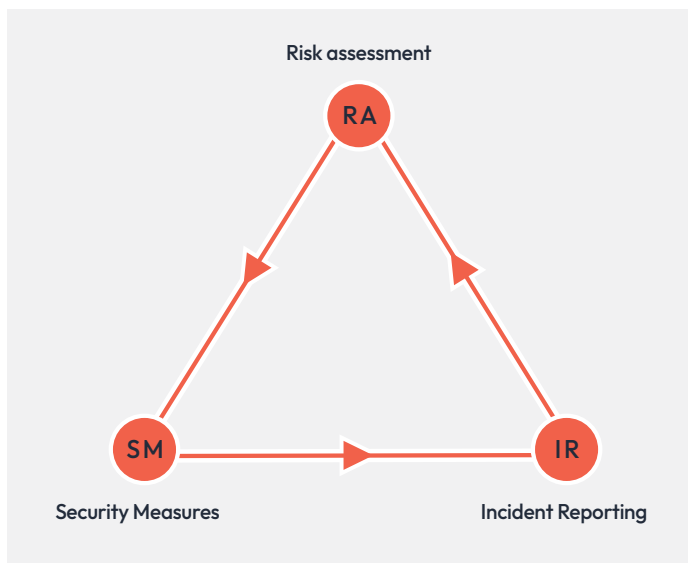 Risk assessment
RA
SM
IR
Security Measures
Incident Reporting